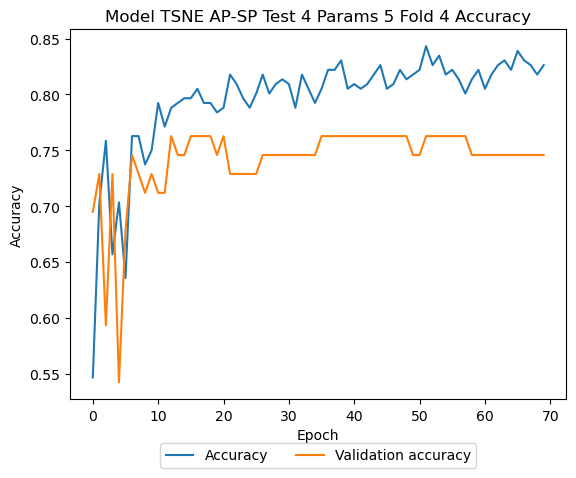 Model TSNE AP-SP Test 4 Params 5 Fold 4 Accuracy
0.85
0.80
0.75
0.70
0.65
0.60
0.55
Accuracy
0 10 20 30 40 50 60 70
Epoch
Accuracy Validation accuracy